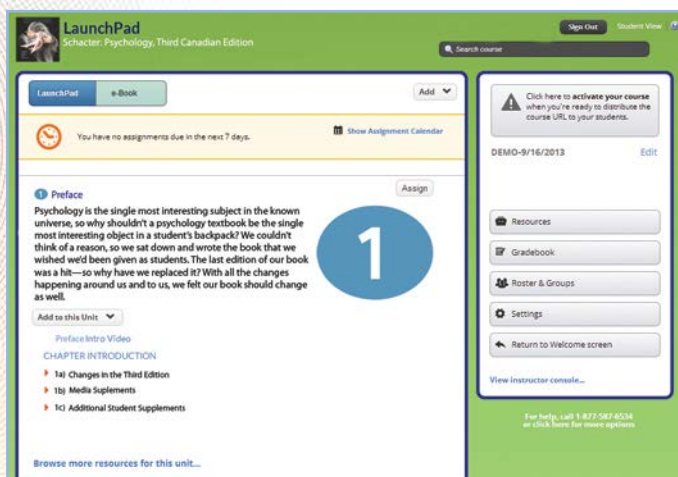 LaunchPad
Schacter: Psychology, Third Canadian Edition
Sign Out
Student View
Search course
LaunchPad
e-Book
Add
You have no assignments due in the next 7 days.
Show Assignment Calendar
Click here to activate your course
when you're ready to distribute the
course URL to your students.
DEMO-9/16/2013
Edit
1 Preface
Assign
Psychology is the single most interesting subject in the known
universe, so why shouldn't a psychology textbook be the single
most interesting object in a student's backpack? We couldn't
think of a reason, so we sat down and wrote the book that we
wished we'd been given as students. The last edition of our book
was a hit—so why have we replaced it? With all the changes
happening around us and to us, we felt our book should change
as well.
1
Add to this Unit
Preface Intro Video
CHAPTER INTRODUCTION
1a) Changes in the Third Edition
1b) Media Suplements
1c) Additional Student Supplements
Browse more resources for this unit...
Resources
Gradebook
Roster & Groups
Settings
Return to Welcome screen
View instructor console...
For help, call 1-877-587-6534
or click here for more options